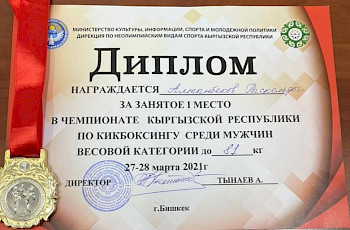 МИНИСТЕРСТВО КУЛЬТУРЫ, ИНФОРМАЦИИ, СПОРТА И МОЛОДЕЖНОЙ ПОЛИТИКИ
ДИРЕКЦИЯ ПО НЕОЛИМПИЙСКИМ ВИДАМ СПОРТА КЫРГЫЗСКОЙ РЕСПУБЛИКИ
Диплом
НАГРАЖДАЕТСЯ
ЗА ЗАНЯТОЕ I МЕСТО
В ЧЕМПИОНАТЕ КЫРГЫЗСКОЙ РЕСПУБЛИКИ
ПО КИКБОКСИНГУ СРЕДИ МУЖЧИН
ВЕСОВОЙ КАТЕГОРИИ до 81 кг
27-28 марта 2021г
ДИРЕКТОР ТЫНАЕВ А.
г.Бишкек